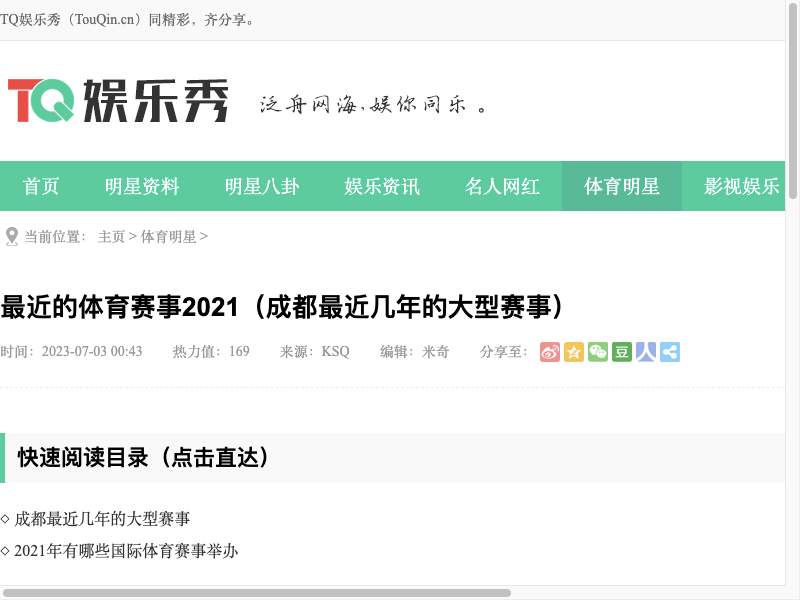 TQ娱乐秀（TouQin.cn）同精彩，齐分享。
TQ娱乐秀 泛舟网海,娱你同乐。
首页 明星资料 明星八卦 娱乐资讯 名人网红 体育明星 影视娱乐
当前位置： 主页 > 体育明星 >
最近的体育赛事2021（成都最近几年的大型赛事）
时间：2023-07-03 00:43 热力值：169 来源：KSQ 编辑：米奇 分享至：
快速阅读目录（点击直达）
◇ 成都最近几年的大型赛事
◇ 2021年有哪些国际体育赛事举办